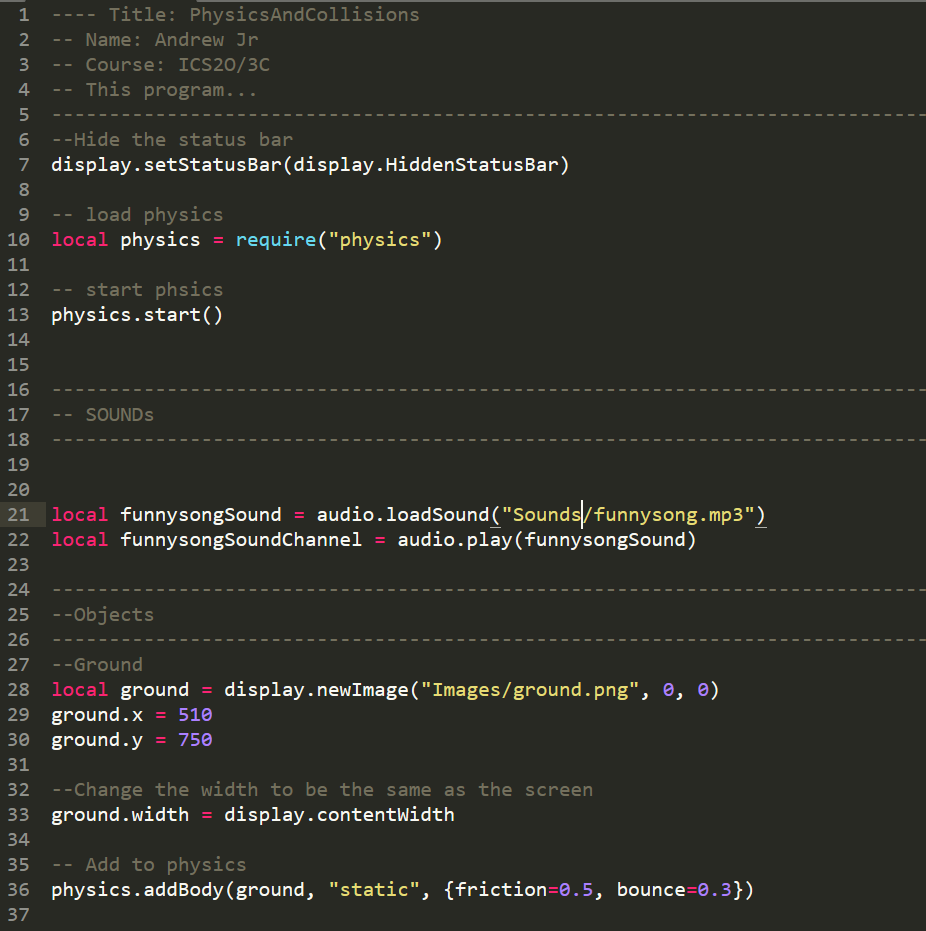 1 ---- Title: PhysicsAndCollisions
2 -- Name: Andrew Jr
3 -- Course: ICS2O/3C
4 -- This program...
5 -----------------------------------------------------------------------------
6 --Hide the status bar
7 display.setStatusBar(display.HiddenStatusBar)
8
9 -- load physics
10 local physics = require("physics")
11
12 -- start phsics
13 physics.start()
14
15
16 -----------------------------------------------------------------------------
17 -- SOUNDs
18 -----------------------------------------------------------------------------
19
20
21 local funnysongSound = audio.loadSound("Sounds/funnysong.mp3")
22 local funnysongSoundChannel = audio.play(funnysongSound)
23
24 -----------------------------------------------------------------------------
25 --Objects
26 -----------------------------------------------------------------------------
27 --Ground
28 local ground = display.newImage("Images/ground.png", 0, 0)
29 ground.x = 510
30 ground.y = 750
31
32 --Change the width to be the same as the screen
33 ground.width = display.contentWidth
34
35 -- Add to physics
36 physics.addBody(ground, "static", {friction=0.5, bounce=0.3})
37